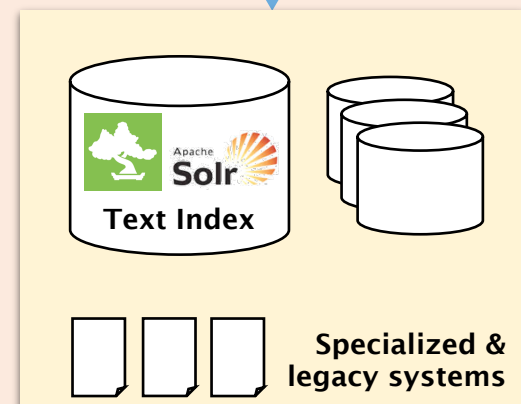 Apache
Solr
Text Index
Specialized &
legacy systems